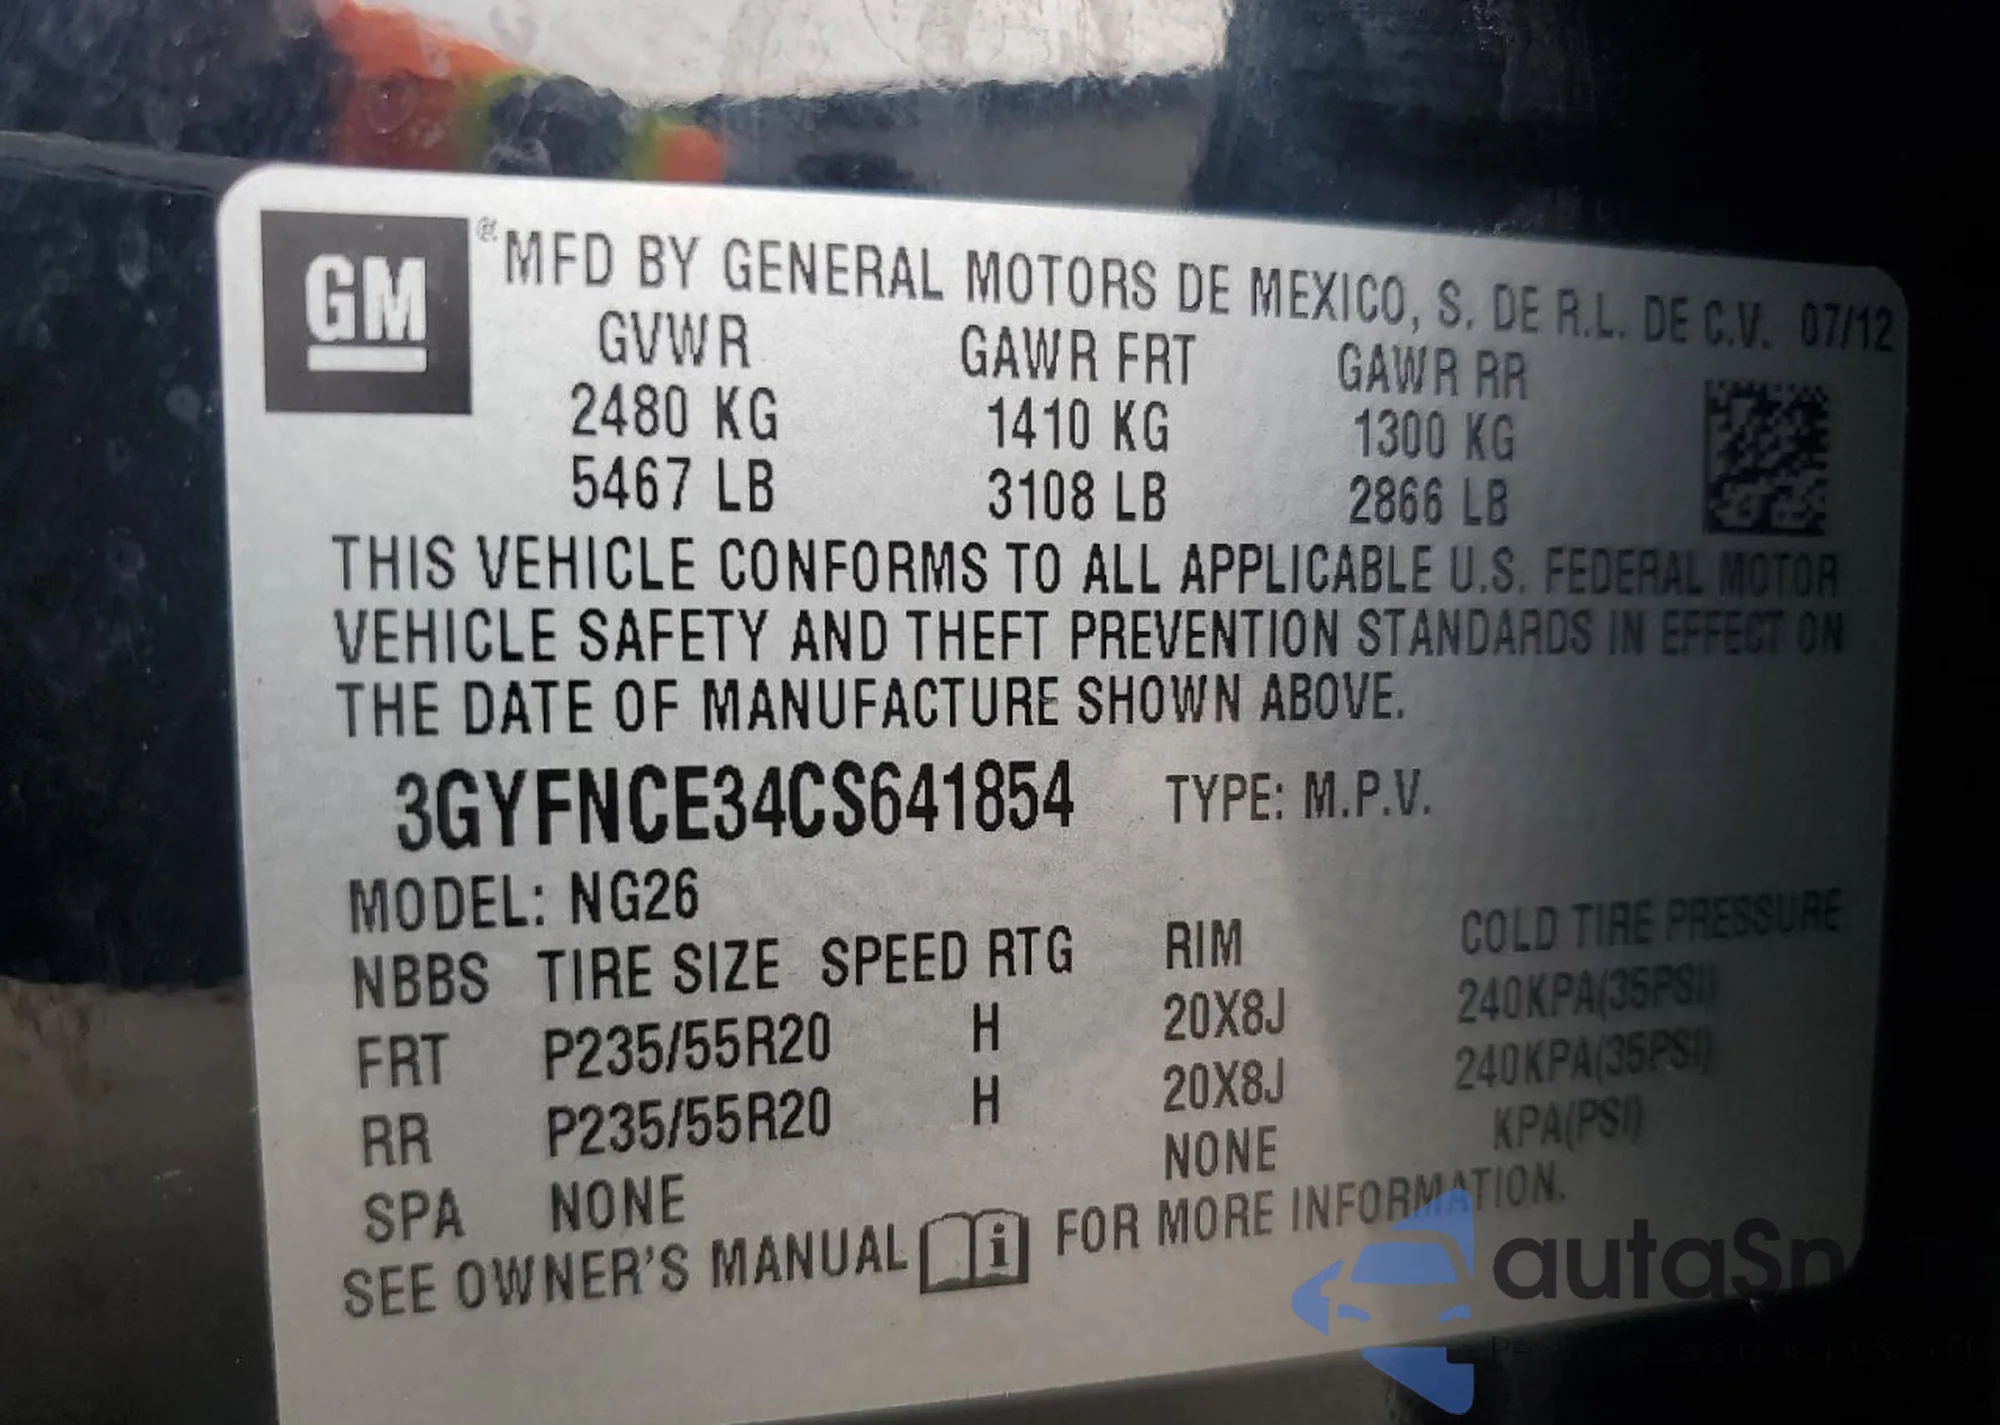 GM
® MFD BY GENERAL MOTORS DE MEXICO, S. DE R.L. DE C.V. 07/12
GVWR GAWR FRT GAWR RR
2480 KG 1410 KG 1300 KG
5467 LB 3108 LB 2866 LB
THIS VEHICLE CONFORMS TO ALL APPLICABLE U.S. FEDERAL MOTOR
VEHICLE SAFETY AND THEFT PREVENTION STANDARDS IN EFFECT ON
THE DATE OF MANUFACTURE SHOWN ABOVE.
3GYFNCE34CS641854 TYPE: M.P.V.
MODEL: NG26
NBBS TIRE SIZE SPEED RTG RIM COLD TIRE PRESSURE
FRT P235/55R20 H 20X8J 240KPA(35PSI)
RR P235/55R20 H 20X8J 240KPA(35PSI)
SPA NONE NONE KPA(PSI)
SEE OWNER'S MANUAL i FOR MORE INFORMATION.
autaSn